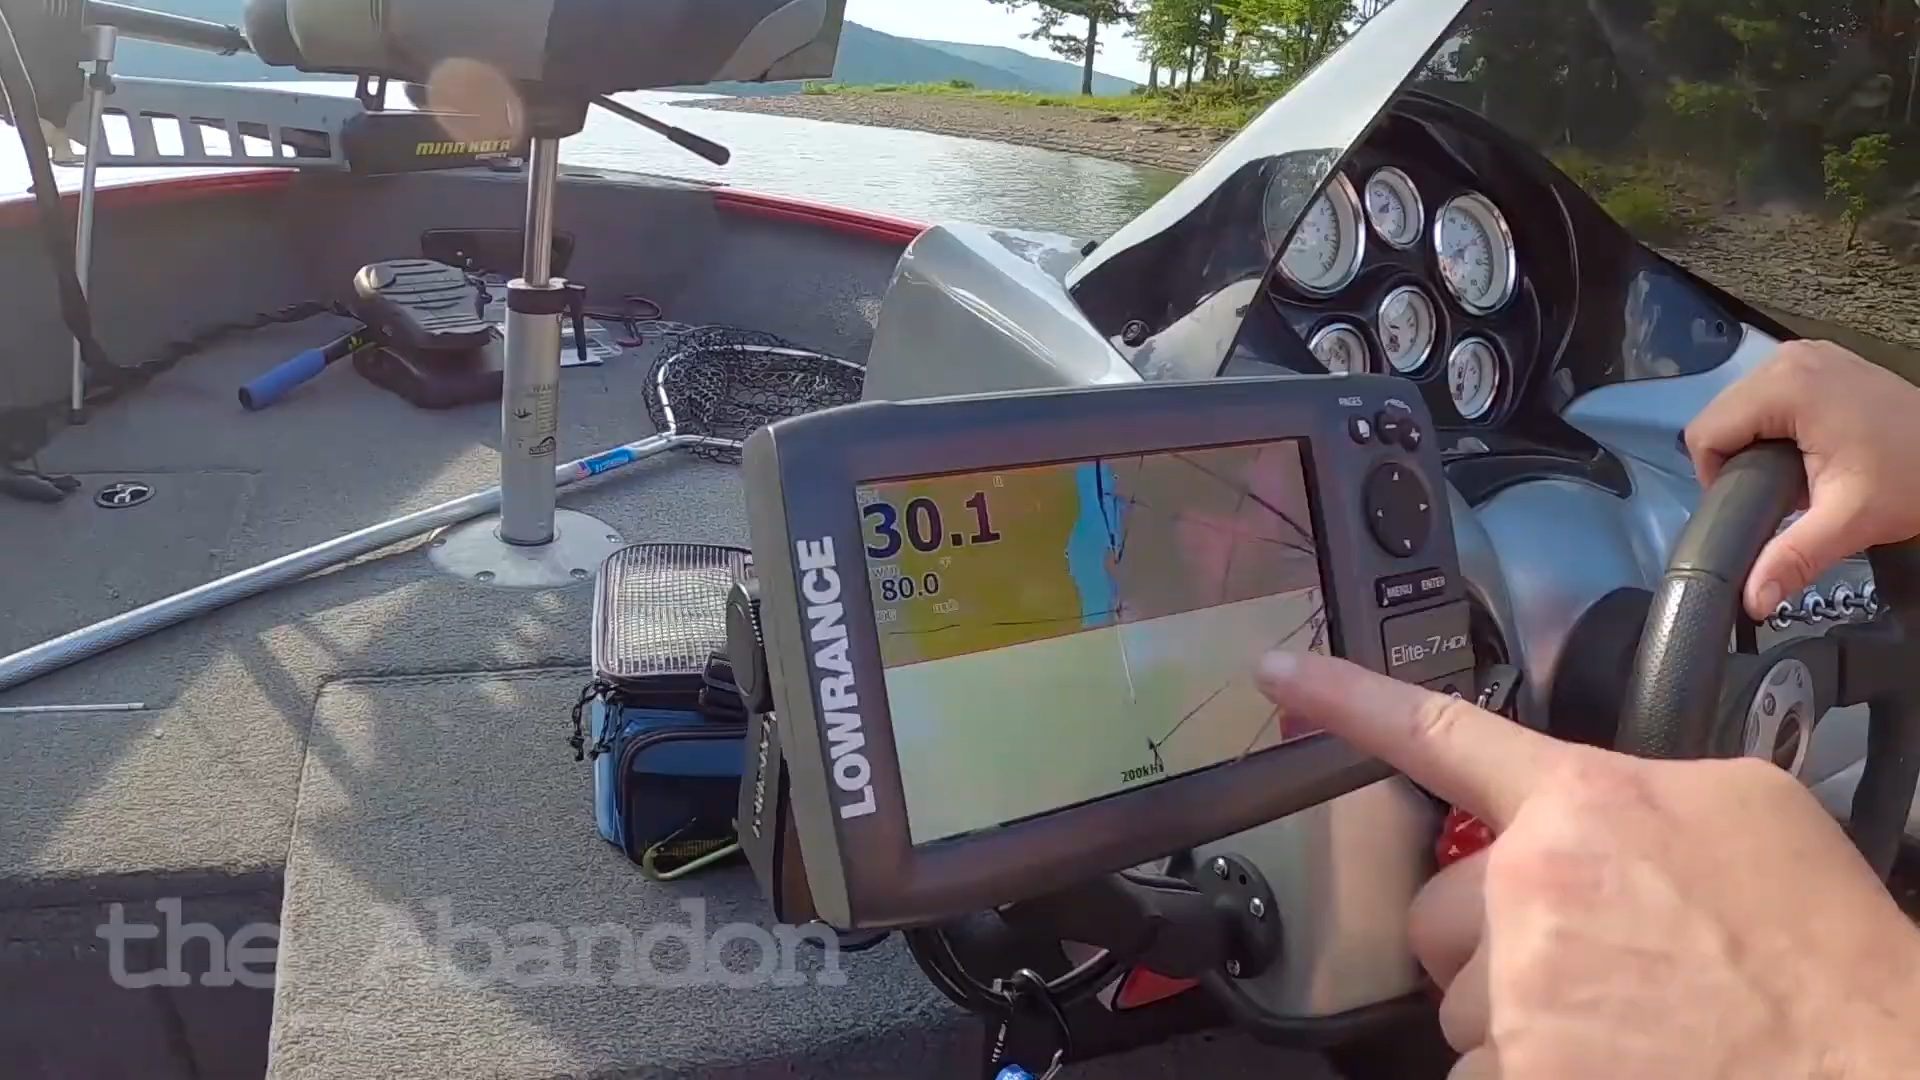 MINN KOTA
30.1
80.0
LOWRANCE
200kHz
PAGES
MENU ENTER
Elite-7 HDI
the Abandon